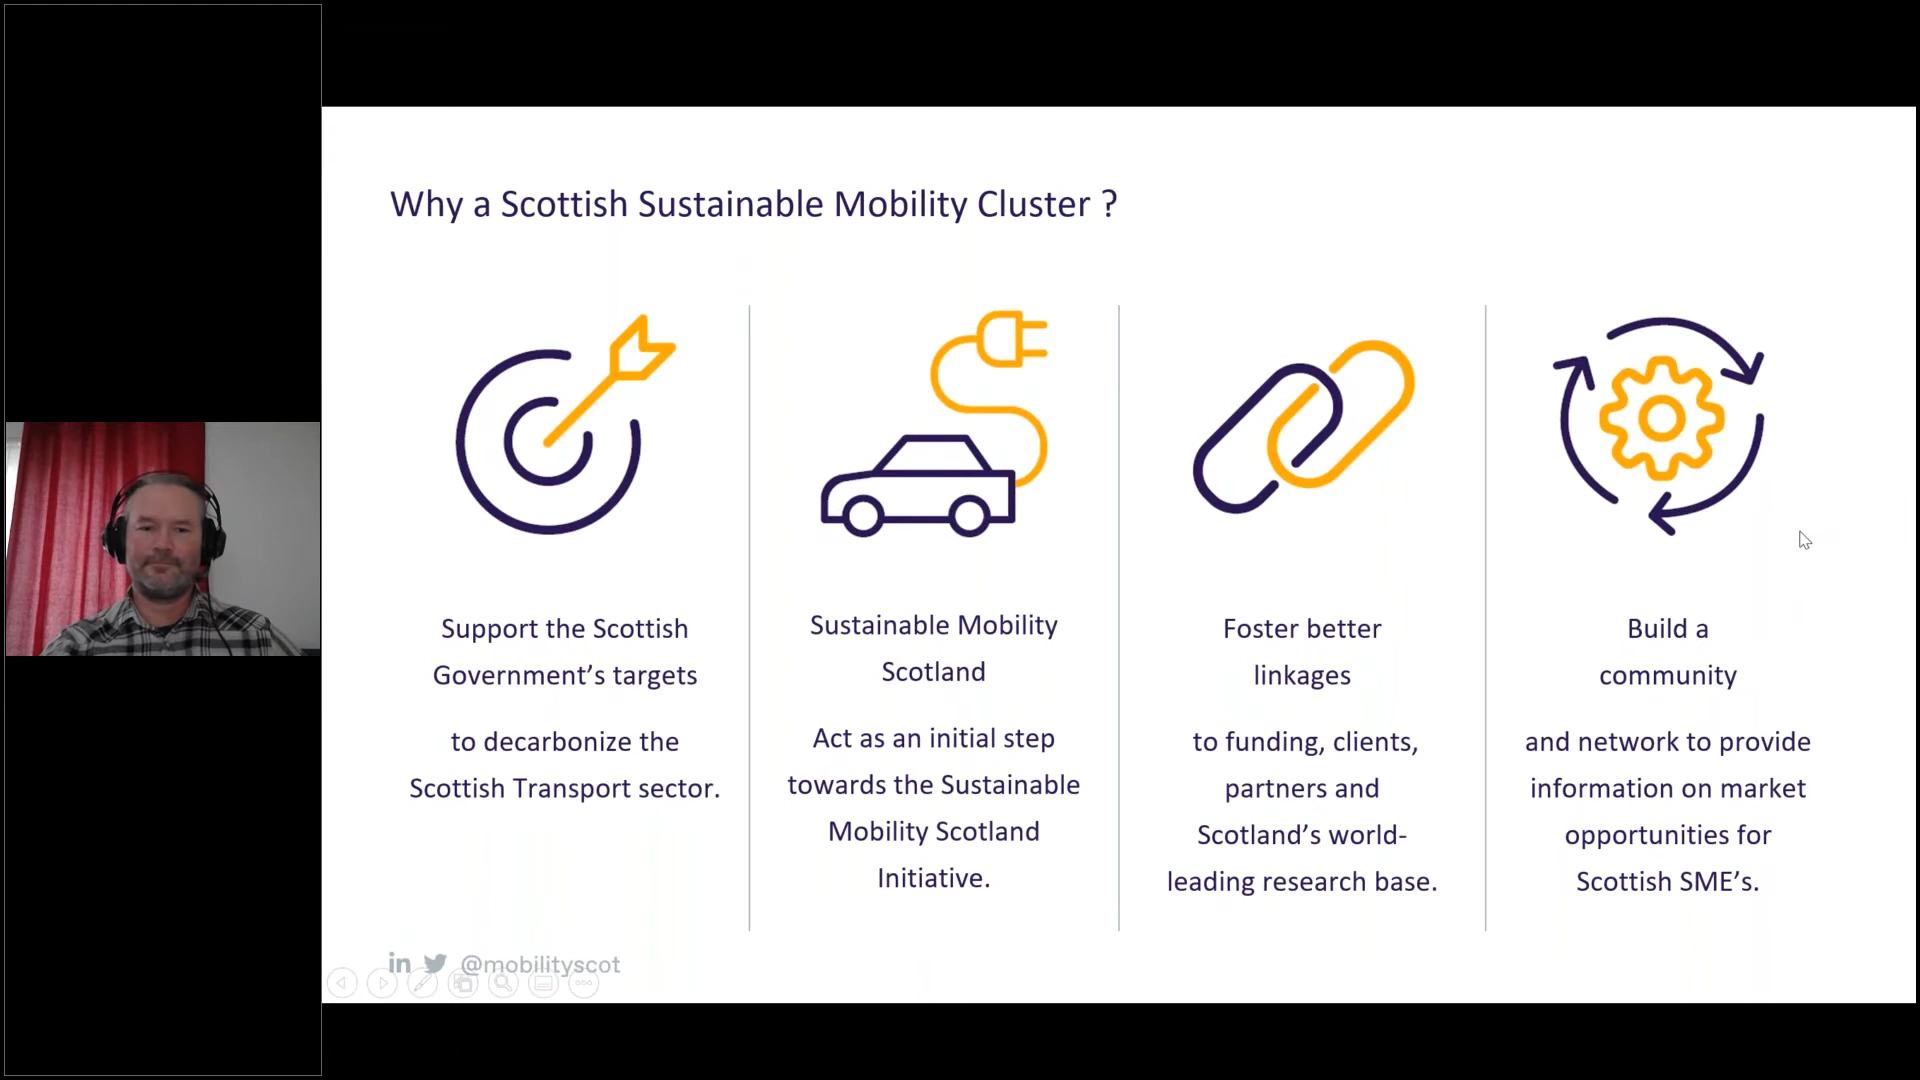 Why a Scottish Sustainable Mobility Cluster ?
Support the Scottish
Government’s targets
to decarbonize the
Scottish Transport sector.
Sustainable Mobility
Scotland
Act as an initial step
towards the Sustainable
Mobility Scotland
Initiative.
Foster better
linkages
to funding, clients,
partners and
Scotland’s world-
leading research base.
Build a
community
and network to provide
information on market
opportunities for
Scottish SME’s.
in @mobilityscot